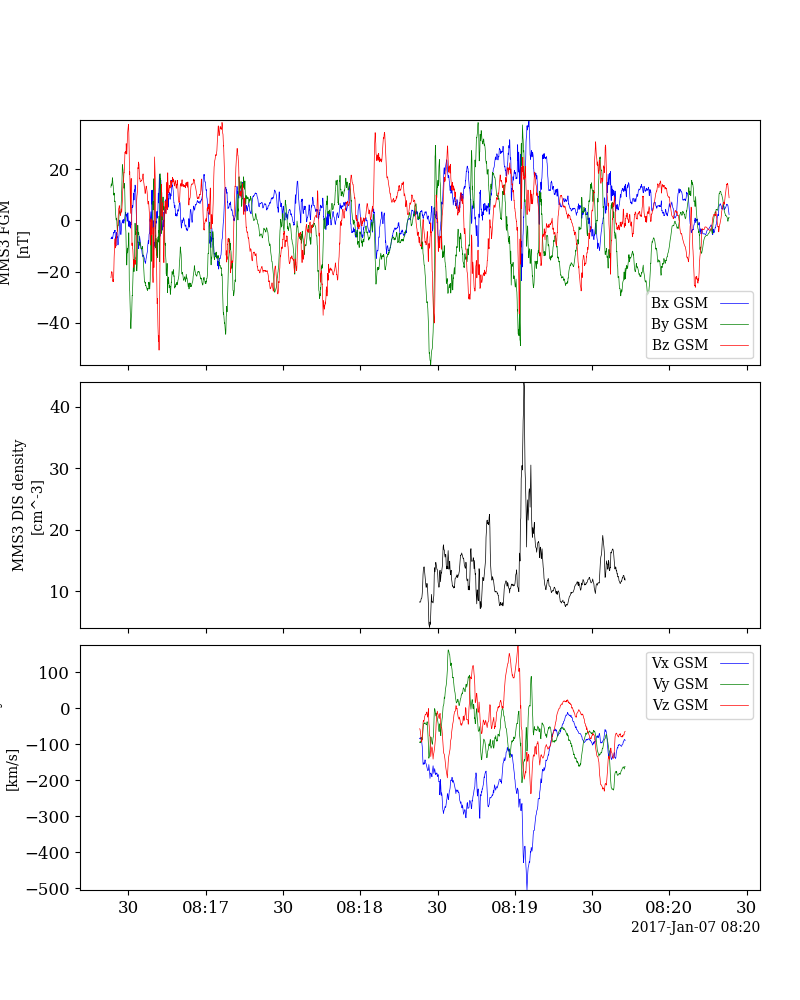 20
0
−20
−40
MMS3 FGM
[nT]
Bx GSM
By GSM
Bz GSM
40
30
20
10
MMS3 DIS density
[cm^-3]
100
0
−100
−200
−300
−400
−500
[km/s]
Vx GSM
Vy GSM
Vz GSM
30 08:17 30 08:18 30 08:19 30 08:20 30
2017-Jan-07 08:20